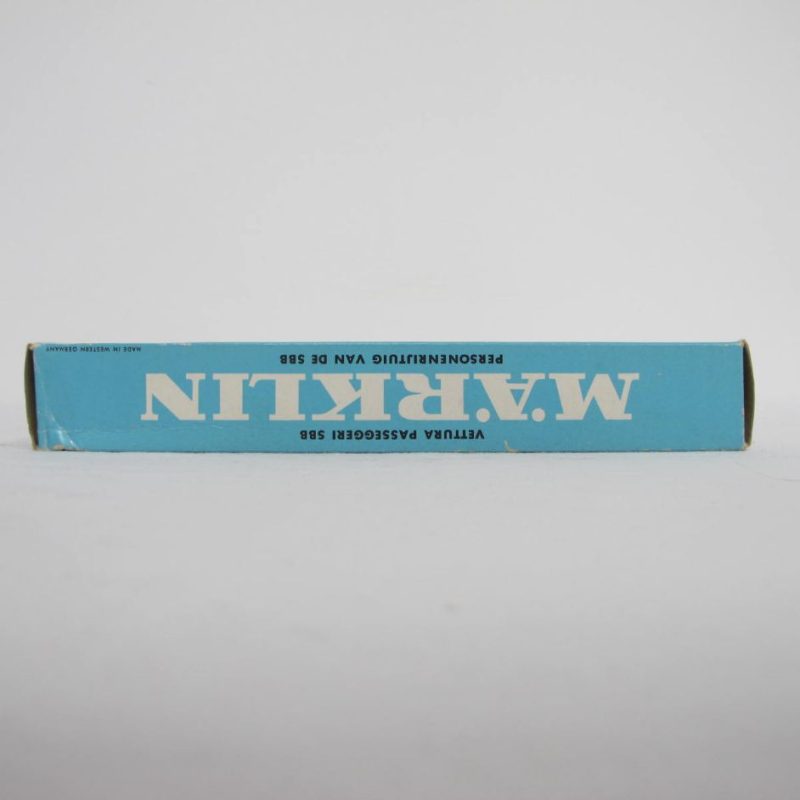 VETTURA PASSEGGERI SBB
MÄRKLIN
PERSONENRIJTUIG VAN DE SBB
MADE IN WESTERN GERMANY